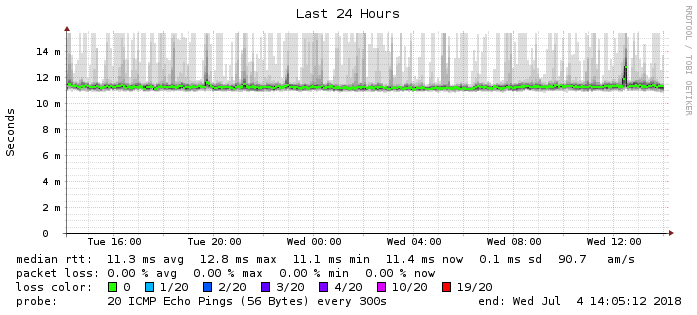 Last 24 Hours
RRDTOOL / TOBI OETIKER
Seconds
14 m
12 m
10 m
8 m
6 m
4 m
2 m
0
Tue 16:00 Tue 20:00 Wed 00:00 Wed 04:00 Wed 08:00 Wed 12:00
median rtt: 11.3 ms avg 12.8 ms max 11.1 ms min 11.4 ms now 0.1 ms sd 90.7 am/s
packet loss: 0.00 % avg 0.00 % max 0.00 % min 0.00 % now
loss color: 0 1/20 2/20 3/20 4/20 10/20 19/20
probe: 20 ICMP Echo Pings (56 Bytes) every 300s end: Wed Jul 4 14:05:12 2018